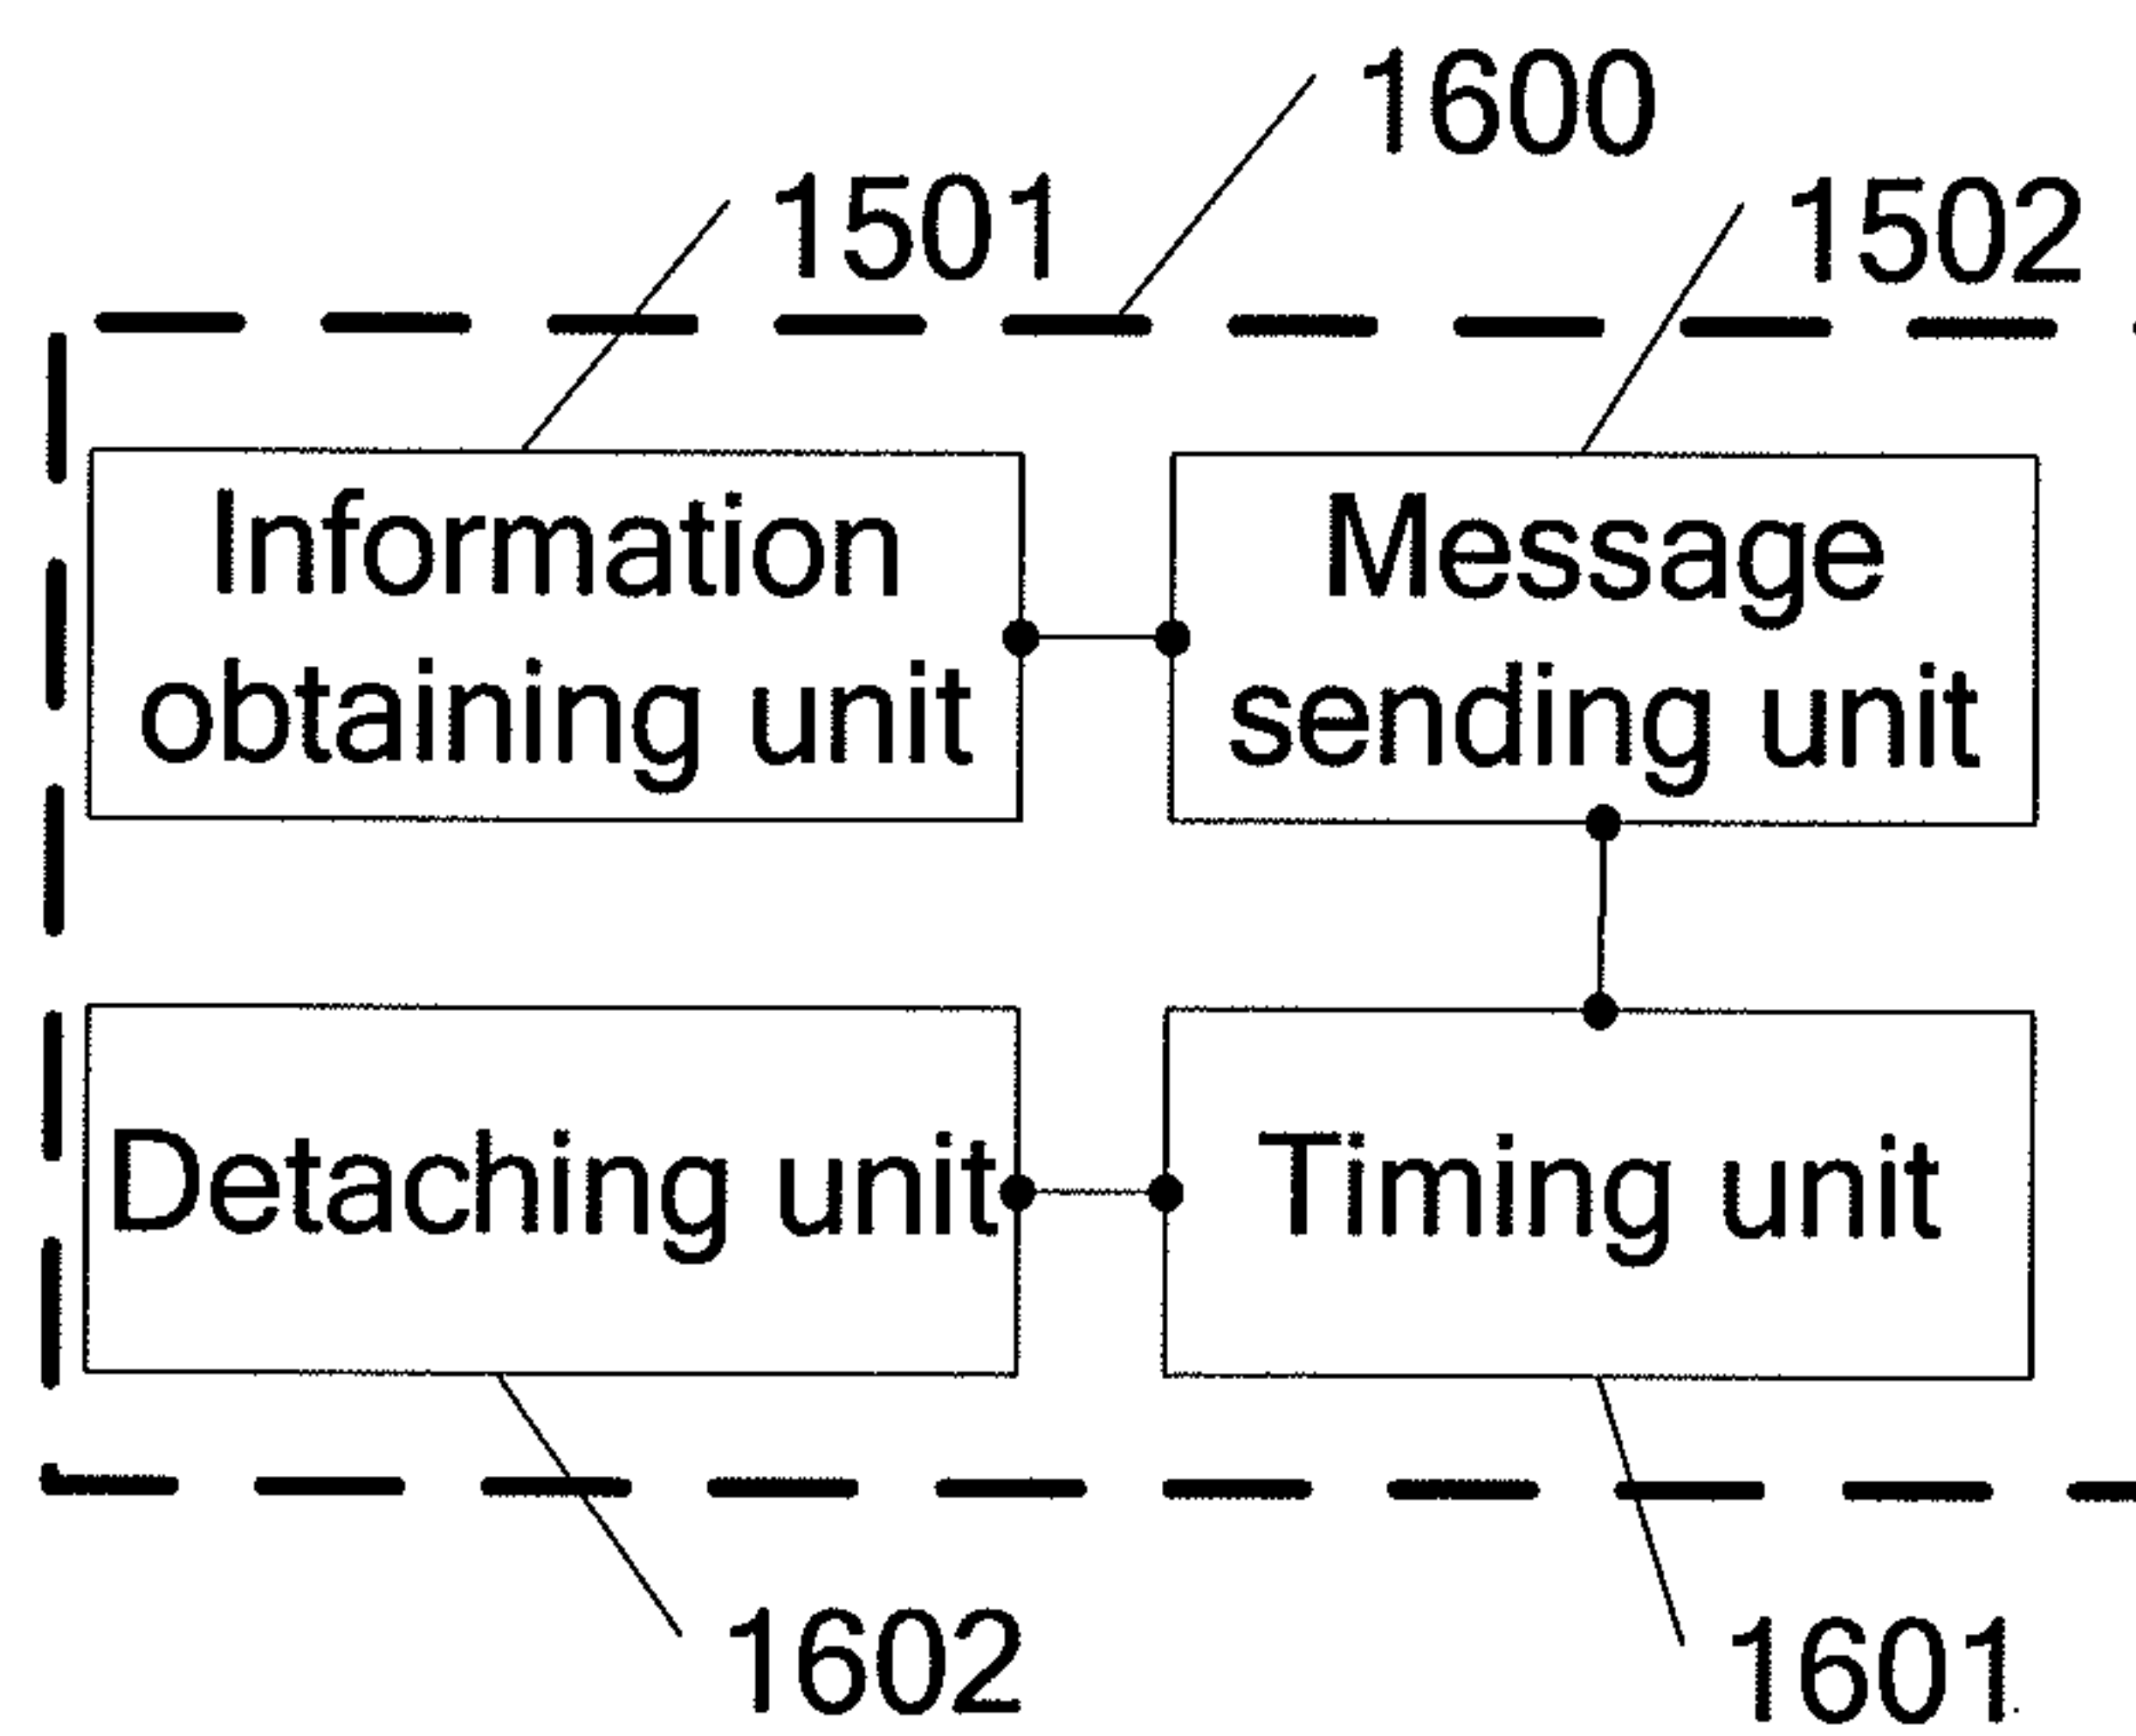 1600
1501
1502
Information
obtaining unit
Message
sending unit
Detaching unit
Timing unit
1602
1601